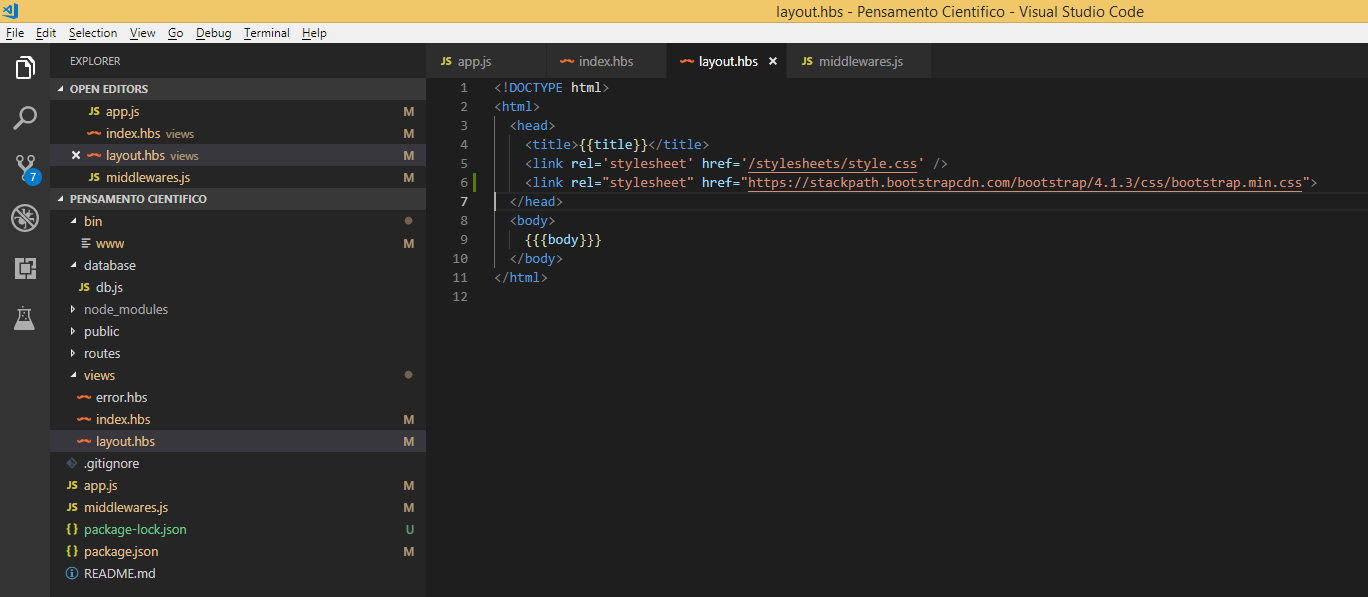 layout.hbs - Pensamento Cientifico - Visual Studio Code
File Edit Selection View Go Debug Terminal Help
EXPLORER
OPEN EDITORS
JS app.js M
index.hbs views M
layout.hbs views M
JS middlewares.js M
7
PENSAMENTO CIENTIFICO
bin
www M
database
JS db.js
node_modules
public
routes
views
error.hbs
index.hbs M
layout.hbs M
.gitignore
JS app.js M
JS middlewares.js M
{} package-lock.json U
{} package.json M
README.md
JS app.js index.hbs layout.hbs JS middlewares.js
1 <!DOCTYPE html>
2 <html>
3 <head>
4 <title>{{title}}</title>
5 <link rel='stylesheet' href='/stylesheets/style.css' />
6 <link rel="stylesheet" href="https://stackpath.bootstrapcdn.com/bootstrap/4.1.3/css/bootstrap.min.css">
7 </head>
8 <body>
9 {{{body}}}
10 </body>
11 </html>
12